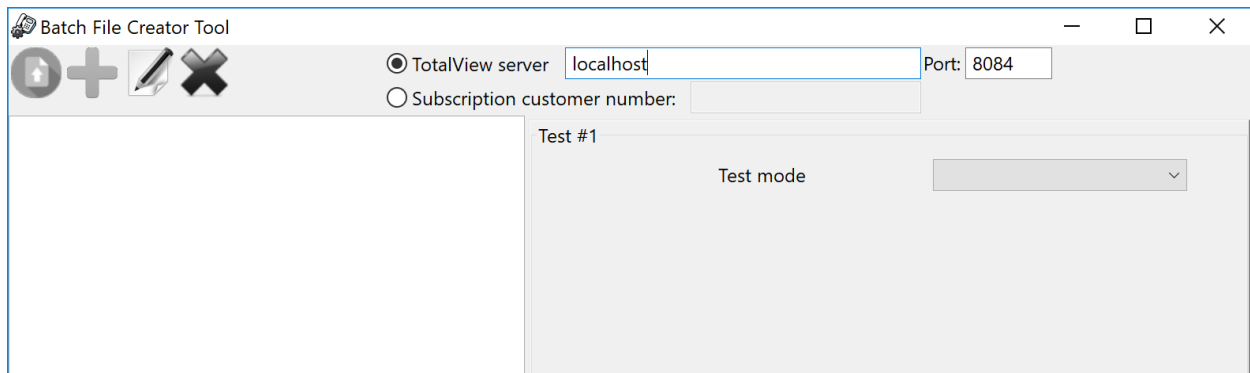 Batch File Creator Tool
TotalView server localhost Port: 8084
Subscription customer number:
Test #1
Test mode